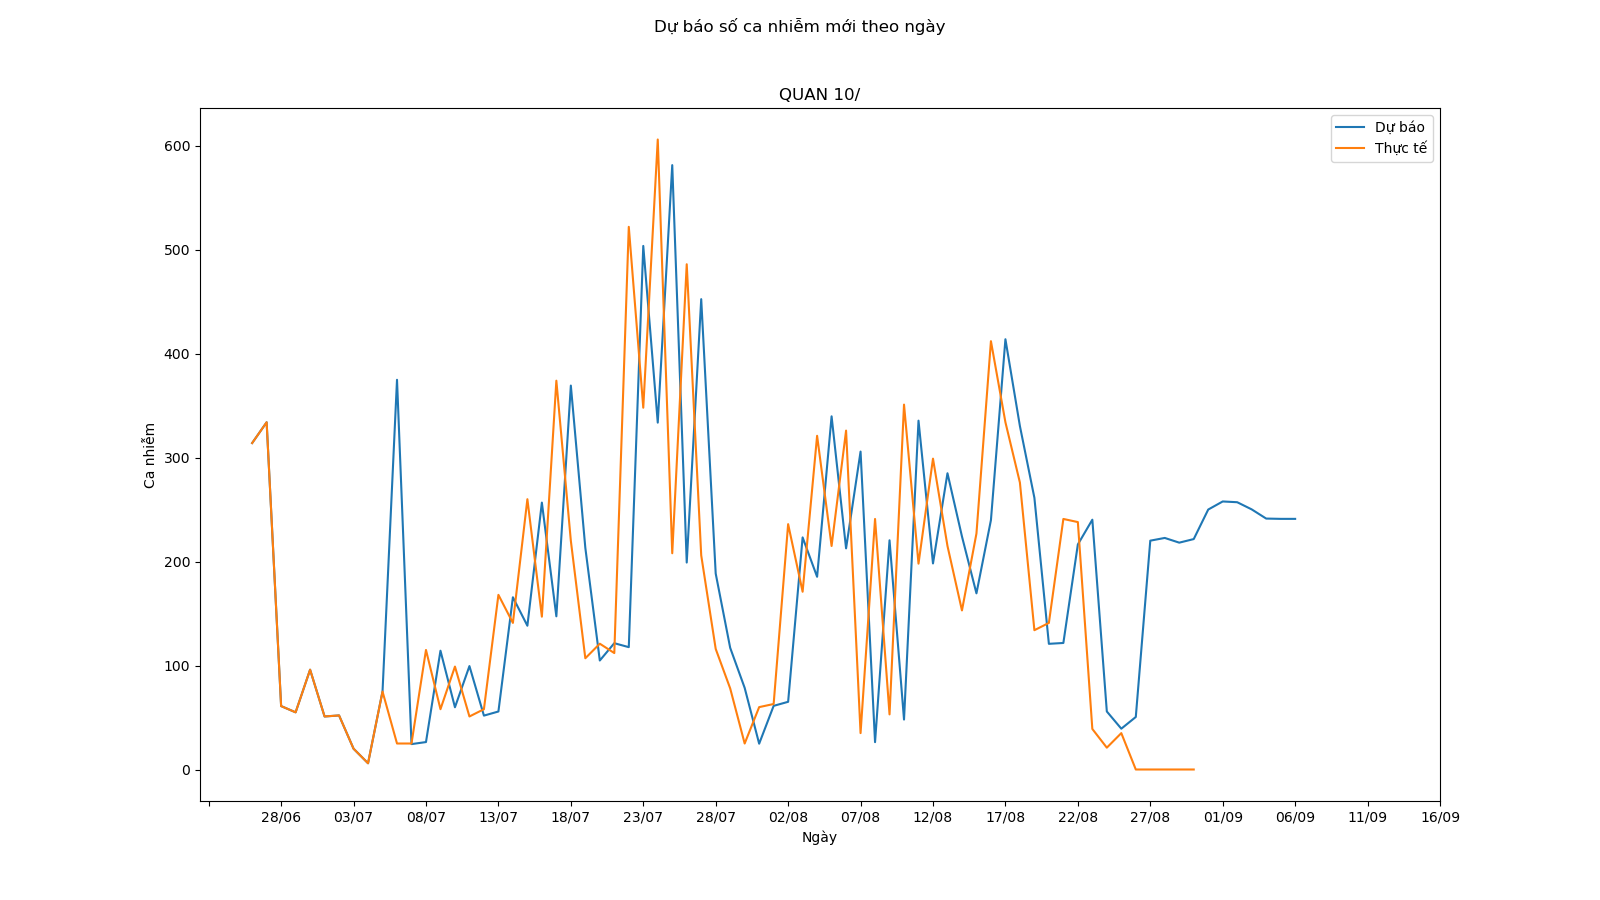 Dự báo số ca nhiễm mới theo ngày
QUAN 10/
Dự báo
Thực tế
600
500
400
300
200
100
0
Ca nhiễm
28/06 03/07 08/07 13/07 18/07 23/07 28/07 02/08 07/08 12/08 17/08 22/08 27/08 01/09 06/09 11/09 16/09
Ngày